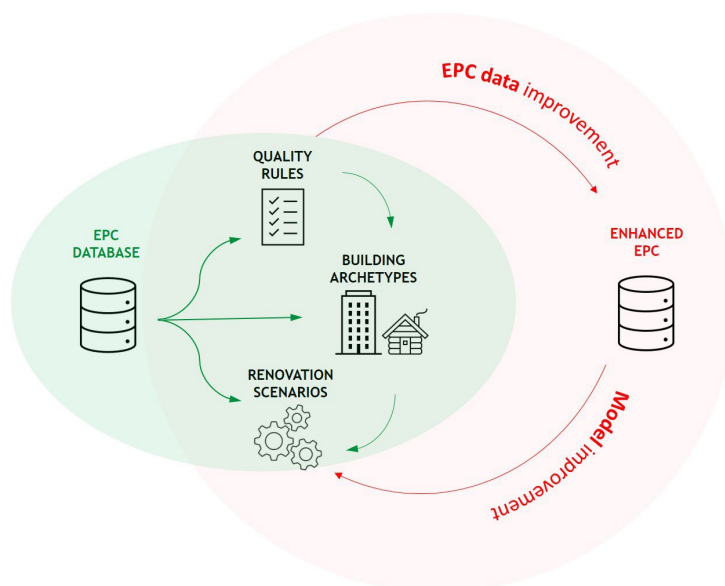 EPC data improvement
QUALITY
RULES
EPC
DATABASE
ENHANCED
EPC
BUILDING
ARCHETYPES
RENOVATION
SCENARIOS
Model improvement